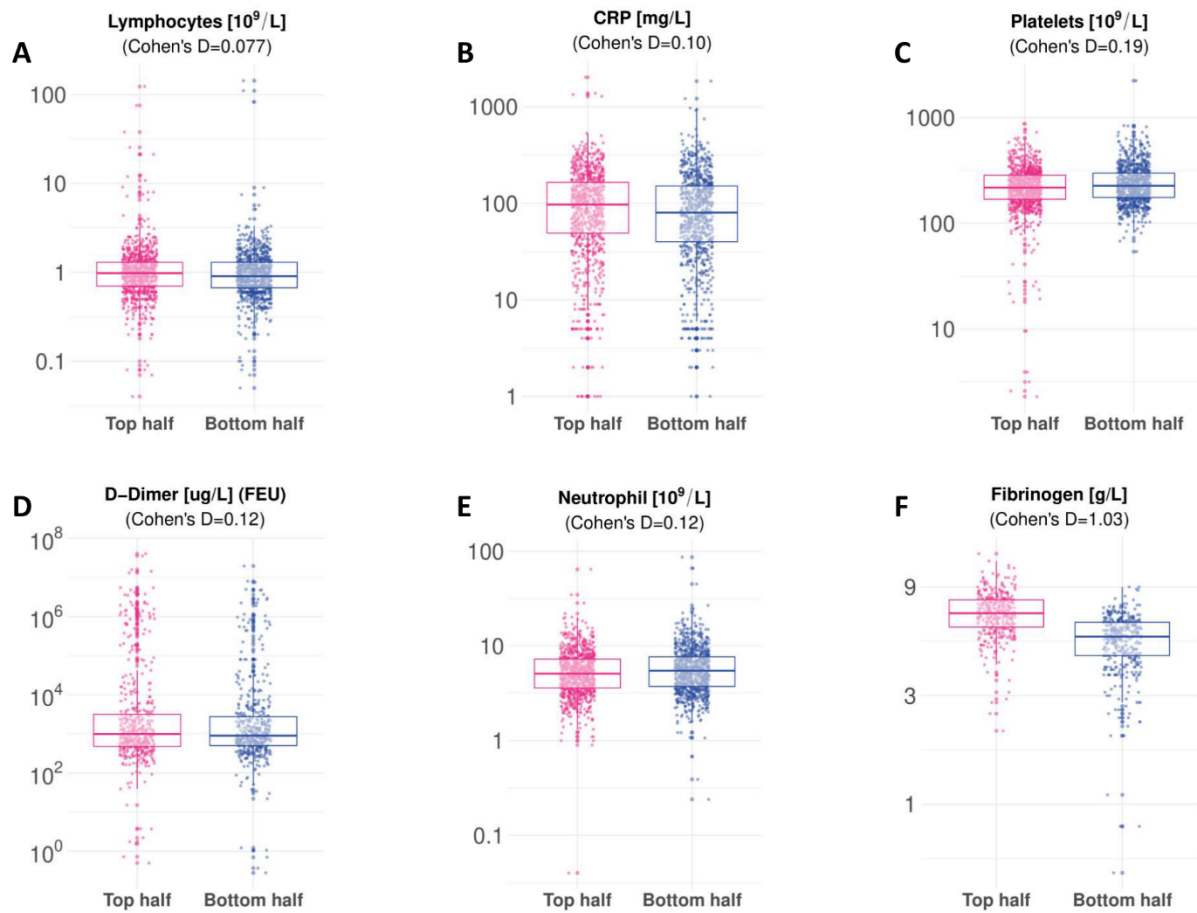 A
Lymphocytes [10⁹/L]
(Cohen's D=0.077)
100
10
1
0.1
Top half Bottom half
B
CRP [mg/L]
(Cohen's D=0.10)
1000
100
10
1
Top half Bottom half
C
Platelets [10⁹/L]
(Cohen's D=0.19)
1000
100
10
Top half Bottom half
D
D−Dimer [ug/L] (FEU)
(Cohen's D=0.12)
10⁸
10⁶
10⁴
10²
10⁰
Top half Bottom half
E
Neutrophil [10⁹/L]
(Cohen's D=0.12)
100
10
1
0.1
Top half Bottom half
F
Fibrinogen [g/L]
(Cohen's D=1.03)
9
3
1
Top half Bottom half